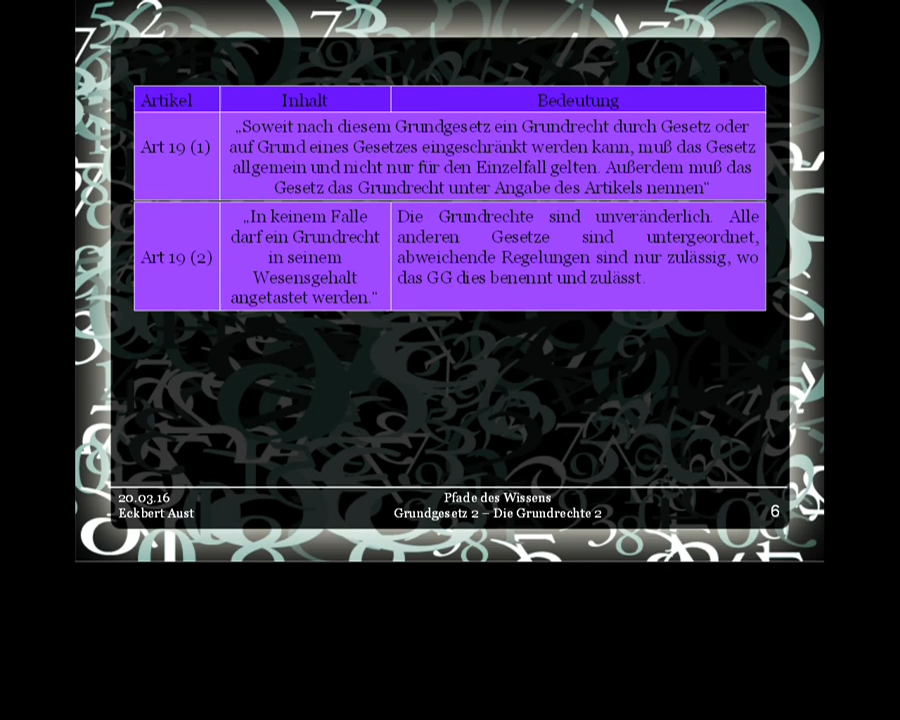 Artikel Inhalt Bedeutung
Art 19 (1)
„Soweit nach diesem Grundgesetz ein Grundrecht durch Gesetz oder
auf Grund eines Gesetzes eingeschränkt werden kann, muß das Gesetz
allgemein und nicht nur für den Einzelfall gelten. Außerdem muß das
Gesetz das Grundrecht unter Angabe des Artikels nennen“
Art 19 (2)
„In keinem Falle
darf ein Grundrecht
in seinem
Wesensgehalt
angetastet werden.“
Die Grundrechte sind unveränderlich. Alle
anderen Gesetze sind untergeordnet,
abweichende Regelungen sind nur zulässig, wo
das GG dies benennt und zulässt.
20.03.16
Eckbert Aust
Pfade des Wissens
Grundgesetz 2 – Die Grundrechte 2
6